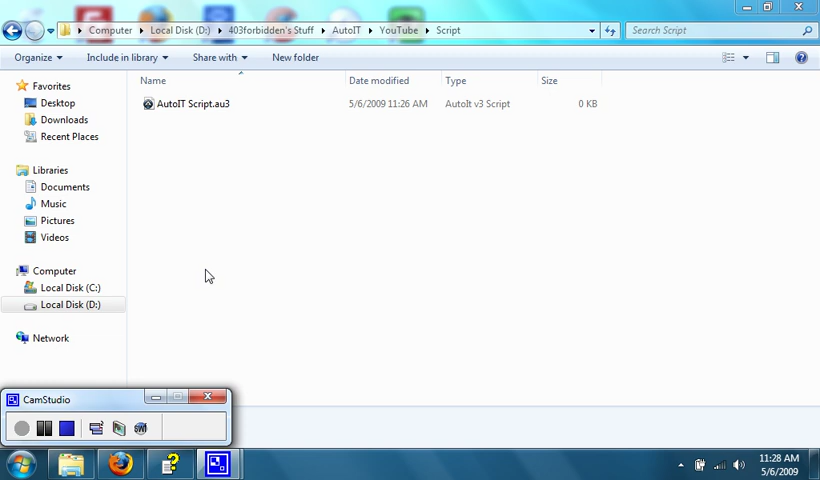 Computer Local Disk (D:) 403forbidden's Stuff AutoIT YouTube Script Search Script
Organize Include in library Share with New folder
Name Date modified Type Size
AutoIT Script.au3 5/6/2009 11:26 AM AutoIt v3 Script 0 KB
Favorites
Desktop
Downloads
Recent Places
Libraries
Documents
Music
Pictures
Videos
Computer
Local Disk (C:)
Local Disk (D:)
Network
CamStudio
SWF
11:28 AM
5/6/2009